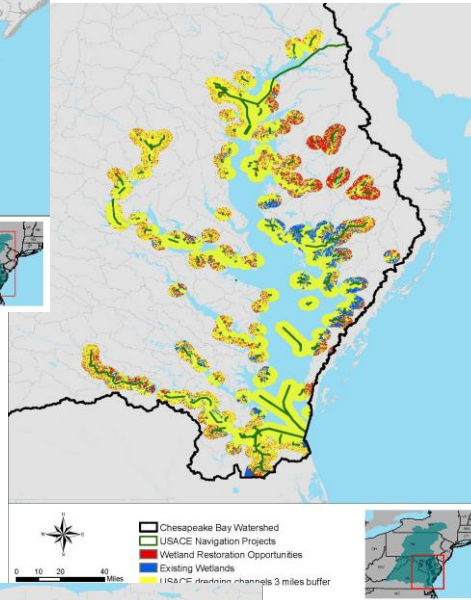 Chesapeake Bay Watershed
USACE Navigation Projects
Wetland Restoration Opportunities
Existing Wetlands
USACE dredging channels 3 miles buffer
N
W
E
S
0 10 20 40
Miles